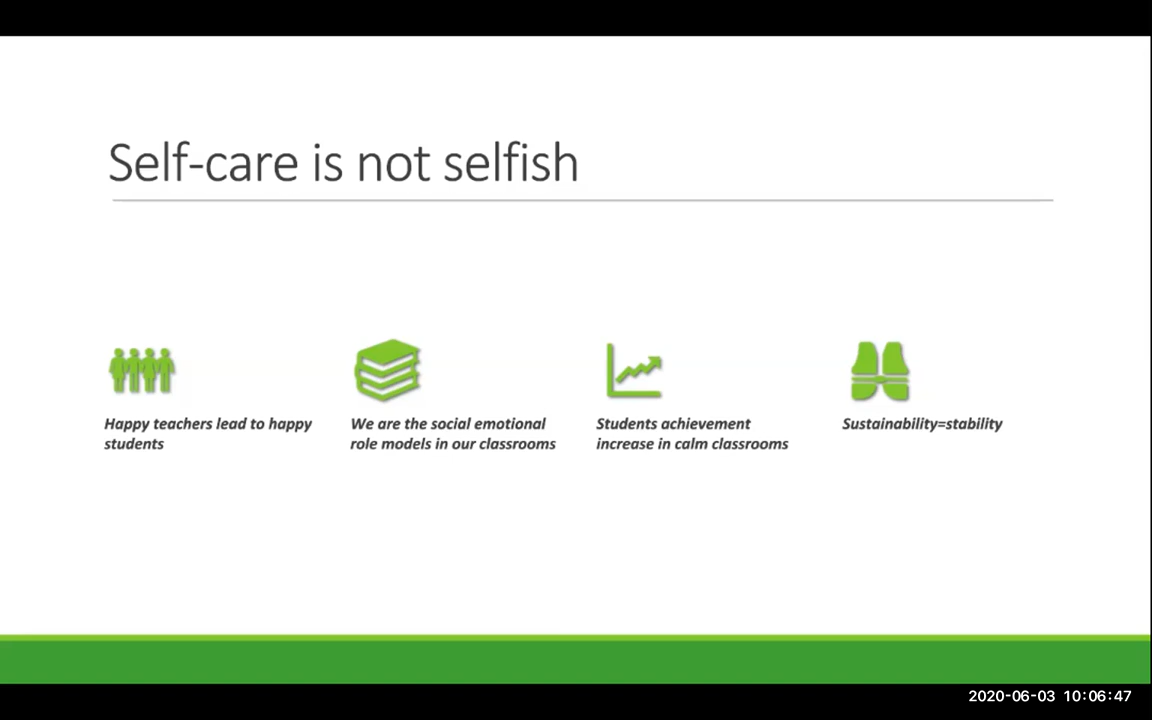 Self-care is not selfish
Happy teachers lead to happy
students
We are the social emotional
role models in our classrooms
Students achievement
increase in calm classrooms
Sustainability=stability
2020-06-03 10:06:47